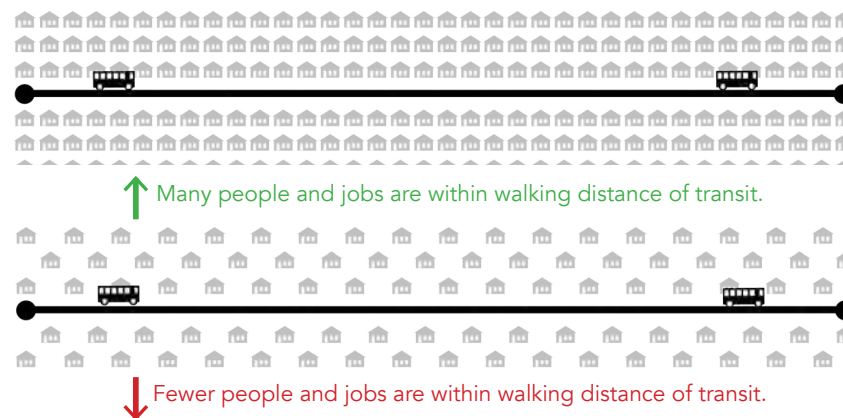 Many people and jobs are within walking distance of transit.
Fewer people and jobs are within walking distance of transit.